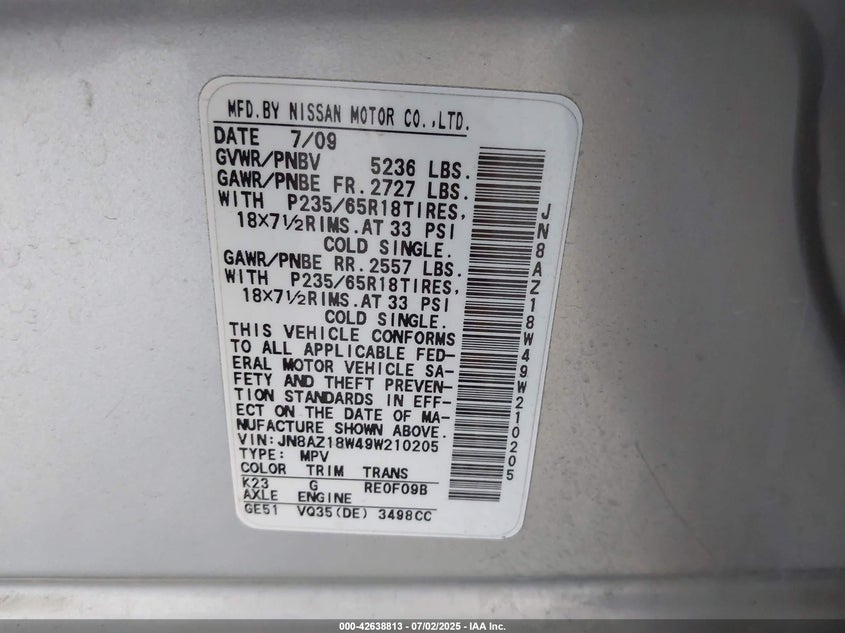 MFD.BY NISSAN MOTOR CO.,LTD.
DATE 7/09
GVWR/PNBV 5236 LBS.
GAWR/PNBE FR.2727 LBS.
WITH P235/65R18TIRES,
18×7½RIMS.AT 33 PSI
COLD SINGLE.
GAWR/PNBE RR.2557 LBS.
WITH P235/65R18TIRES,
18×7½RIMS.AT 33 PSI
COLD SINGLE.
THIS VEHICLE CONFORMS
TO ALL APPLICABLE FED-
ERAL MOTOR VEHICLE SA-
FETY AND THEFT PREVEN-
TION STANDARDS IN EFF-
ECT ON THE DATE OF MA-
NUFACTURE SHOWN ABOVE.
VIN:JN8AZ18W49W210205
TYPE: MPV
COLOR TRIM TRANS
K23 G RE0F09B
AXLE ENGINE
GE51 VQ35(DE) 3498CC
JN8AZ18W49W210205
000-42638813 - 07/02/2025 - IAA Inc.